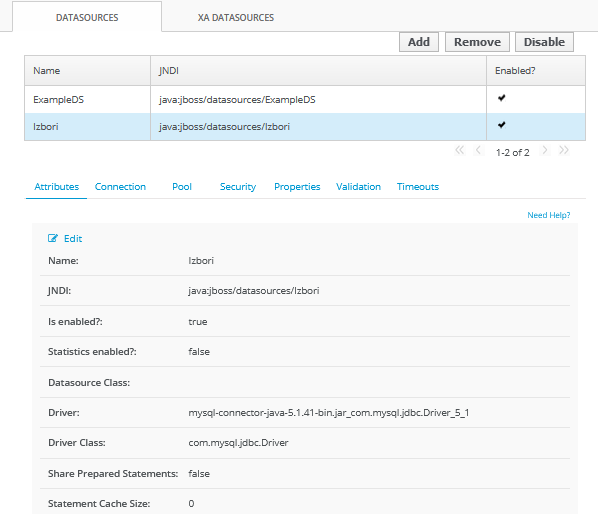 DATASOURCES XA DATASOURCES
Add Remove Disable
Name JNDI Enabled?
ExampleDS java:jboss/datasources/ExampleDS
Izbori java:jboss/datasources/Izbori
1-2 of 2
Attributes Connection Pool Security Properties Validation Timeouts
Need Help?
Edit
Name: Izbori
JNDI: java:jboss/datasources/Izbori
Is enabled?: true
Statistics enabled?: false
Datasource Class:
Driver: mysql-connector-java-5.1.41-bin.jar_com.mysql.jdbc.Driver_5_1
Driver Class: com.mysql.jdbc.Driver
Share Prepared Statements: false
Statement Cache Size: 0